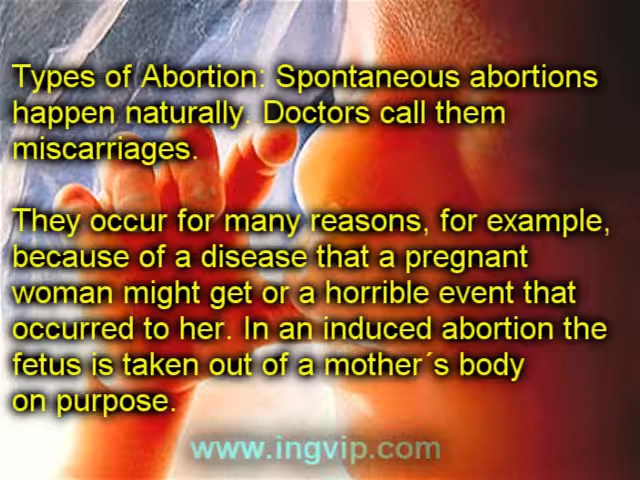 Types of Abortion: Spontaneous abortions
happen naturally. Doctors call them
miscarriages.
They occur for many reasons, for example,
because of a disease that a pregnant
woman might get or a horrible event that
occurred to her. In an induced abortion the
fetus is taken out of a mother´s body
on purpose.
www.ingvip.com